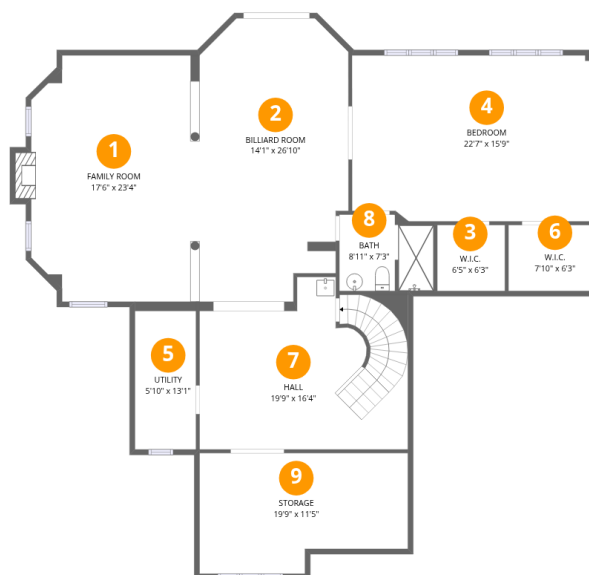 1
FAMILY ROOM
17'6" x 23'4"
2
BILLIARD ROOM
14'1" x 26'10"
4
BEDROOM
22'7" x 15'9"
8
BATH
8'11" x 7'3"
3
W.I.C.
6'5" x 6'3"
6
W.I.C.
7'10" x 6'3"
5
UTILITY
5'10" x 13'1"
7
HALL
19'9" x 16'4"
9
STORAGE
19'9" x 11'5"